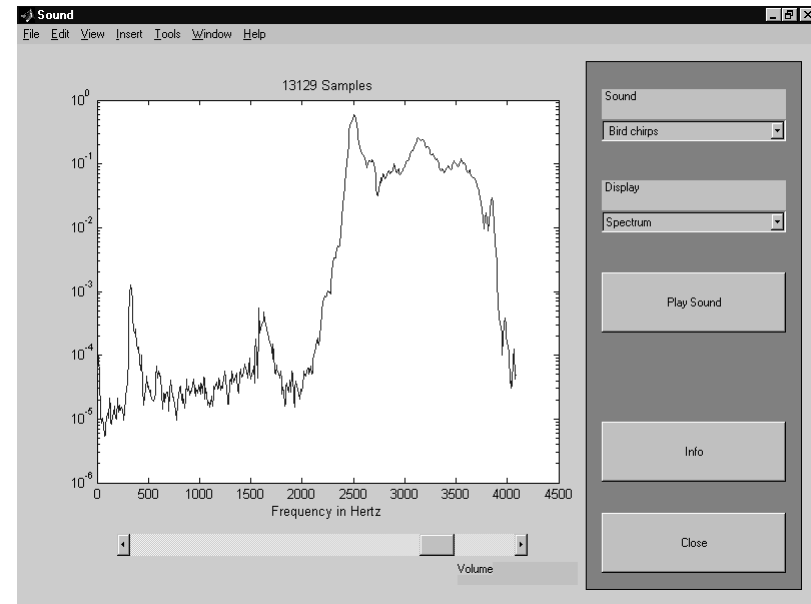 Sound
File Edit View Insert Tools Window Help
13129 Samples
10^0
10^-1
10^-2
10^-3
10^-4
10^-5
10^-6
0 500 1000 1500 2000 2500 3000 3500 4000 4500
Frequency in Hertz
Volume
Sound
Bird chirps
Display
Spectrum
Play Sound
Info
Close